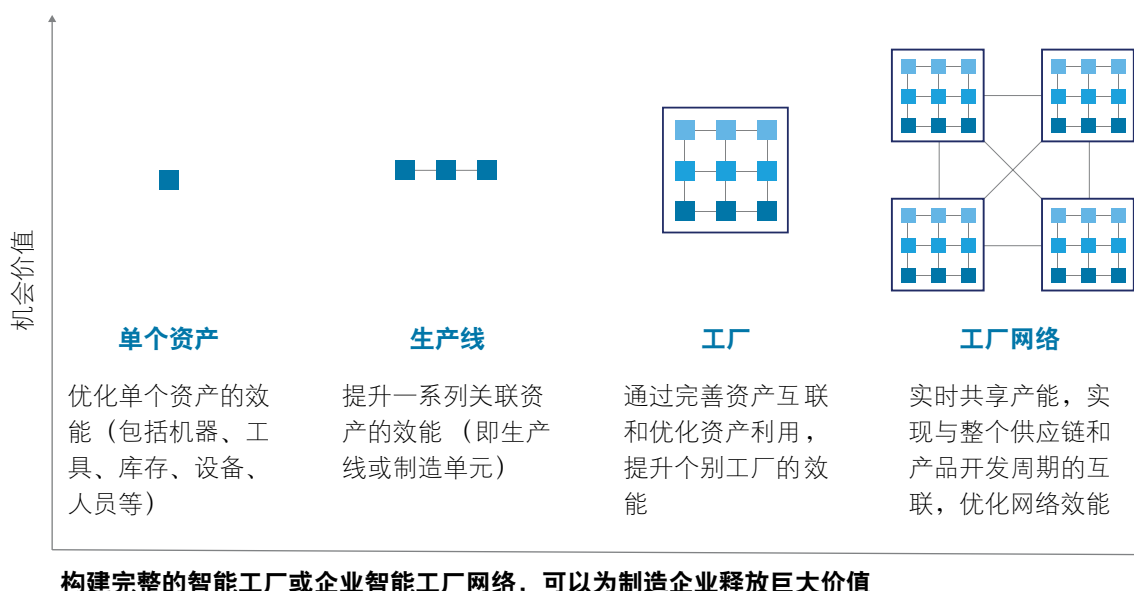 机会价值
单个资产
优化单个资产的效
能（包括机器、工
具、库存、设备、
人员等）
生产线
提升一系列关联资
产的效能 （即生产
线或制造单元）
工厂
通过完善资产互联
和优化资产利用，
提升个别工厂的效
能
工厂网络
实时共享产能，实
现与整个供应链和
产品开发周期的互
联，优化网络效能
构建完整的智能工厂或企业智能工厂网络，可以为制造企业释放巨大价值